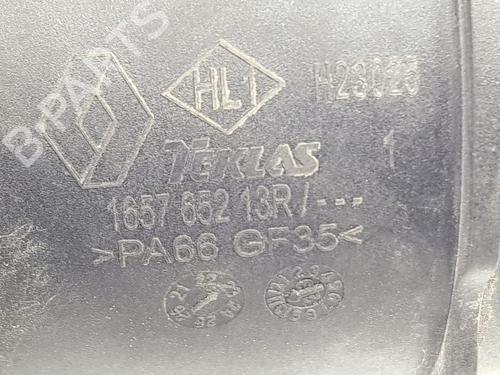 B-PARTS
HL1
H23023
TEKLAS
1
1657 652 13R/---
>PA66 GF35<